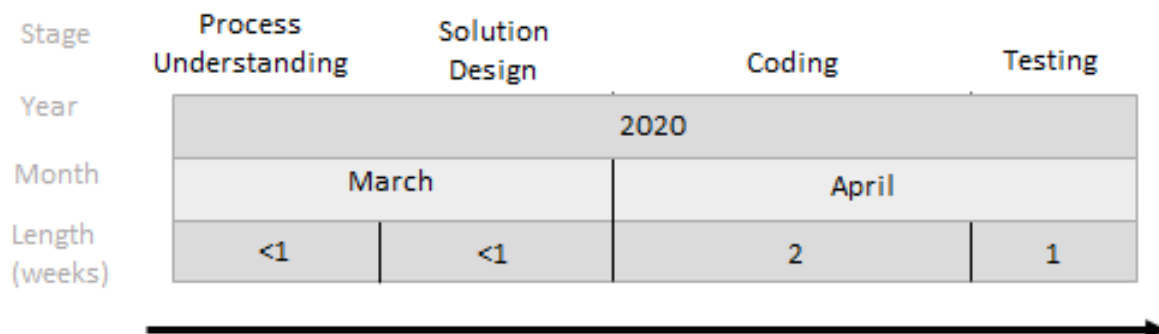 Stage
Process
Understanding
Solution
Design
Coding
Testing
Year
2020
Month
March
April
Length
(weeks)
<1
<1
2
1